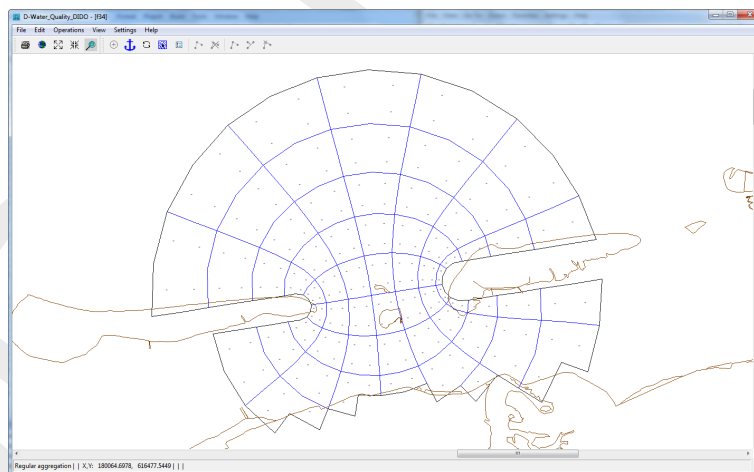 D-Water_Quality_DIDO - [f34]
File Edit Operations View Settings Help
Regular aggregation | | X,Y: 180064.6978, 616477.5449 | | |